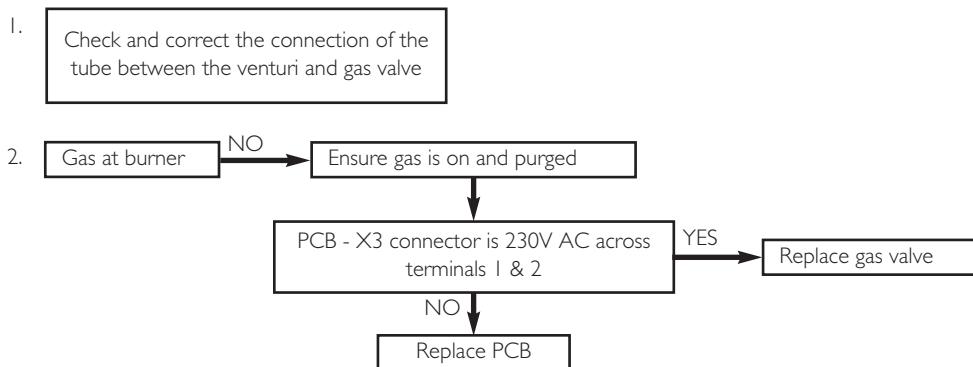 1.
Check and correct the connection of the
tube between the venturi and gas valve
2.
Gas at burner
NO
Ensure gas is on and purged
PCB - X3 connector is 230V AC across
terminals 1 & 2
YES
Replace gas valve
NO
Replace PCB